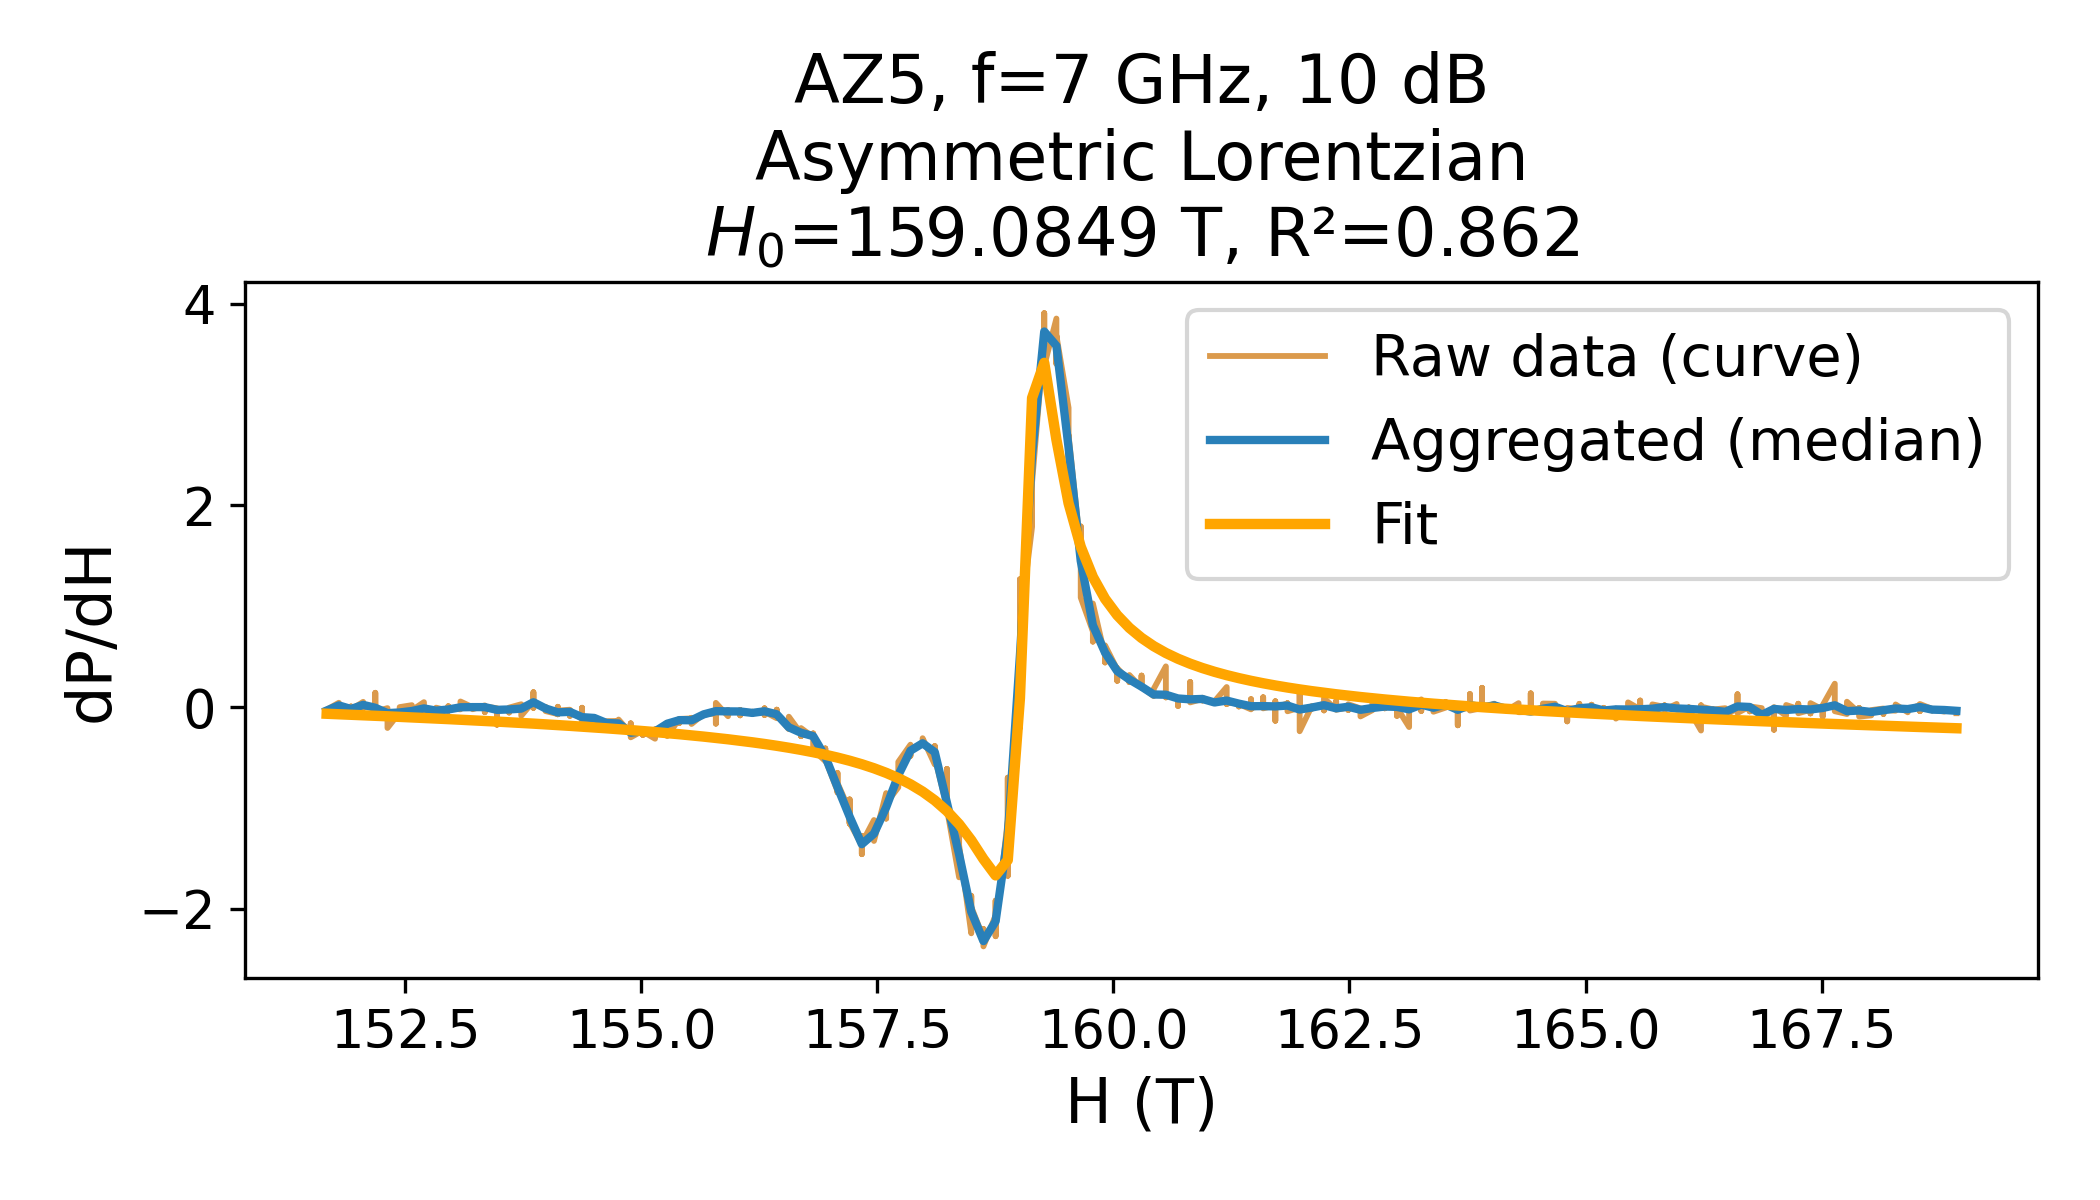 AZ5, f=7 GHz, 10 dB
Asymmetric Lorentzian
H₀=159.0849 T, R²=0.862
4
2
0
−2
dP/dH
Raw data (curve)
Aggregated (median)
Fit
152.5 155.0 157.5 160.0 162.5 165.0 167.5
H (T)